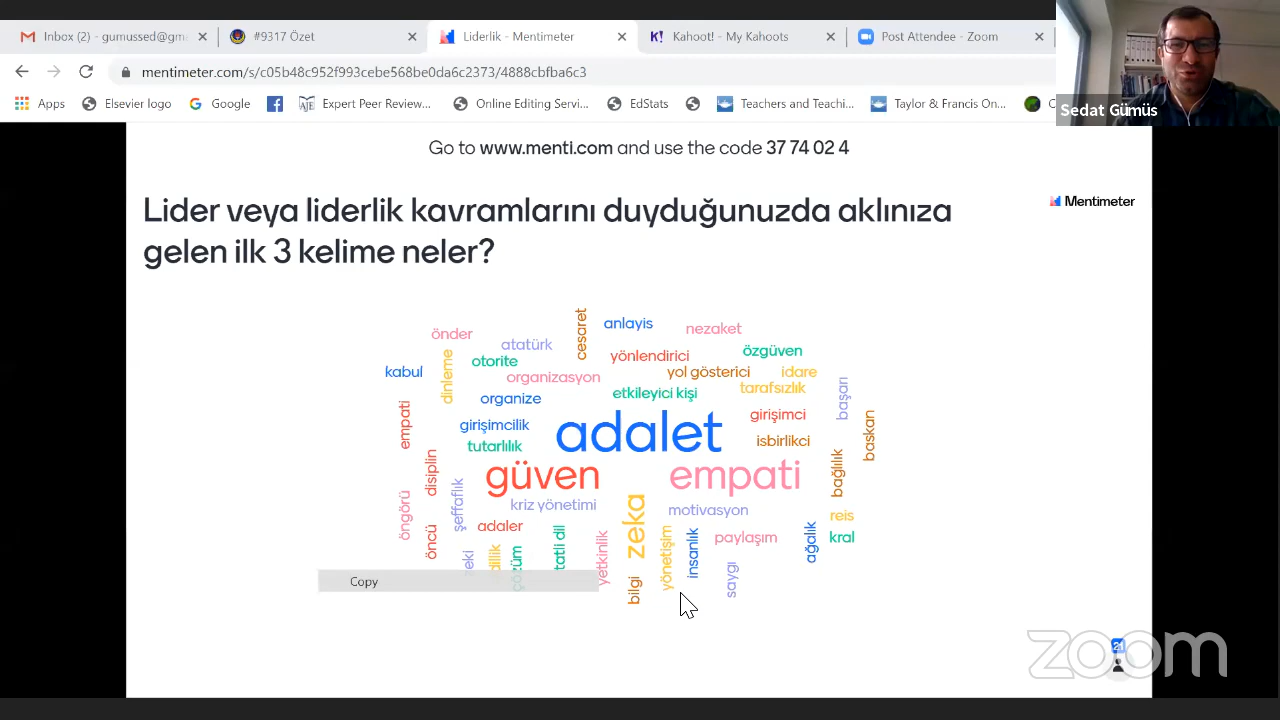 Inbox (2) - gumussed@gm
#9317 Özet
Liderlik - Mentimeter
Kahoot! - My Kahoots
Post Attendee - Zoom
mentimeter.com/s/c05b48c952f993cebe568be0da6c2373/4888cbfba6c3
Apps
Elsevier logo
Google
Expert Peer Review...
Online Editing Servi...
EdStats
Teachers and Teachi...
Taylor & Francis On...
Sedat Gümüs
Go to www.menti.com and use the code 37 74 02 4
Mentimeter
Lider veya liderlik kavramlarını duyduğunuzda aklınıza
gelen ilk 3 kelime neler?
cesaret
anlayis
nezaket
önder
atatürk
yönlendirici
özgüven
otorite
dinleme
kabul
organizasyon
yol gösterici
idare
tarafsızlık
etkileyici kişi
organize
başarı
empati
girişimcilik
adalet
girişimci
baskan
tutarlılık
isbirlikci
disiplin
güven
empati
bağlılık
öngörü
şeffaflık
kriz yönetimi
zeka
motivasyon
reis
öncü
adaler
tatli dil
yetkinlik
yönetişim
insanlık
paylaşım
ağalık
kral
zeki
çözüm
bilgi
saygı
Copy
21
zoom